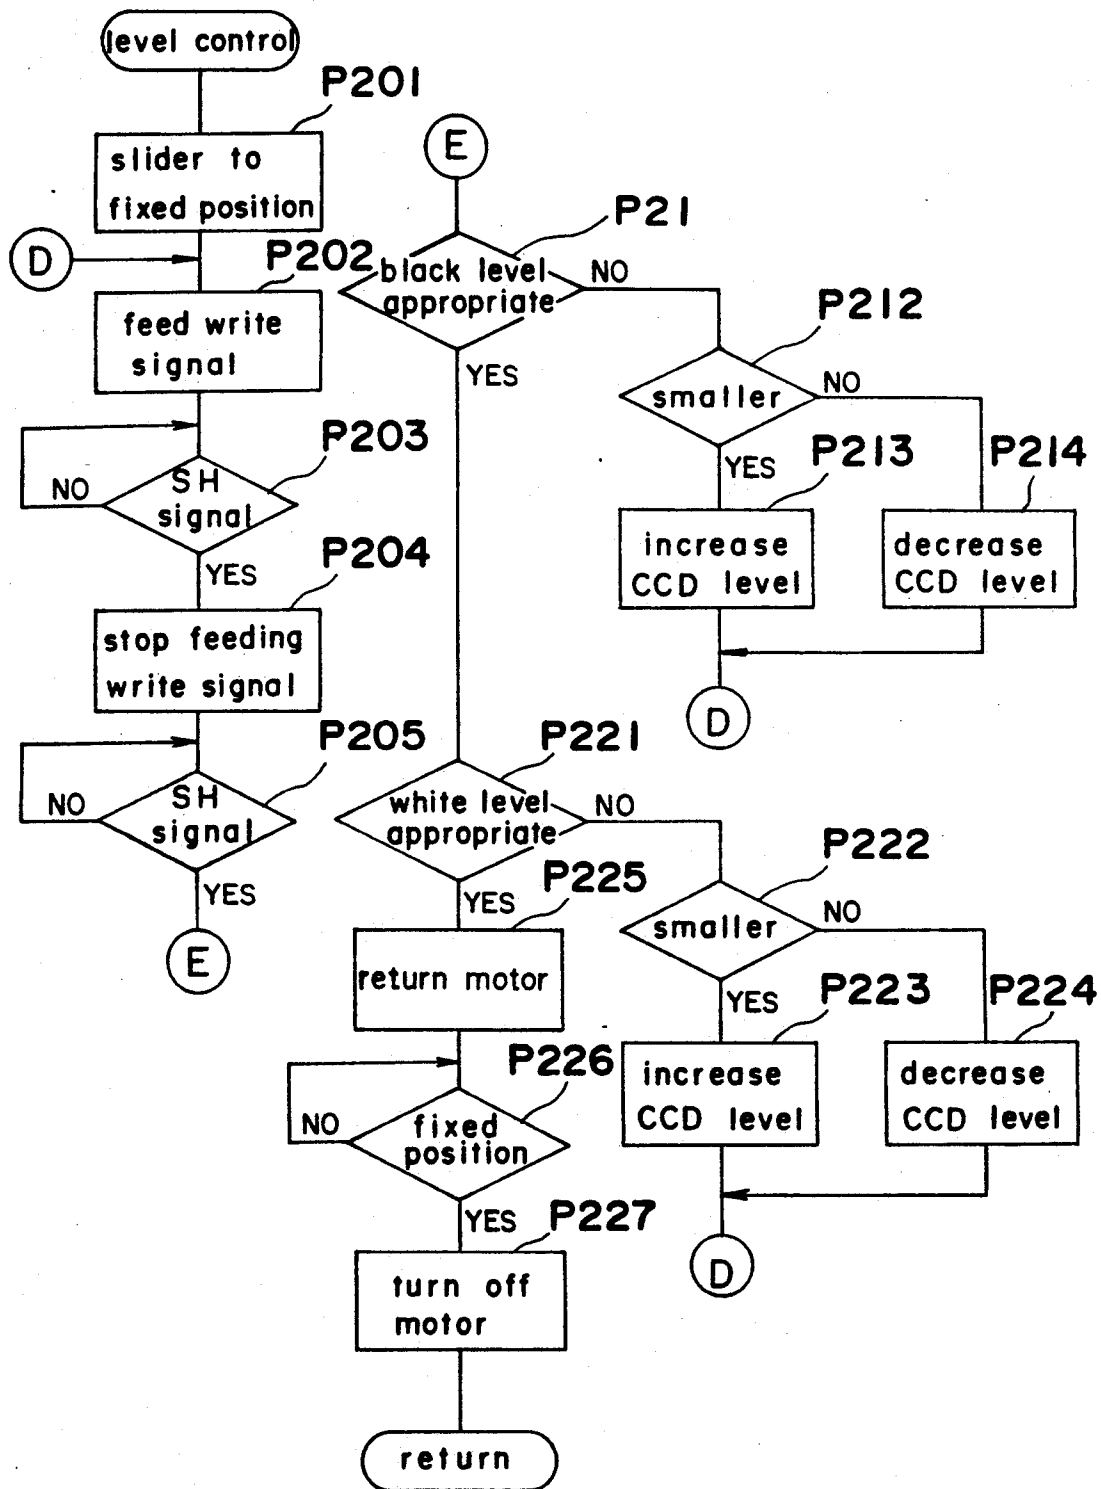 level control
P201
slider to
fixed position
D
P202
feed write
signal
P203
SH
signal
NO
YES
P204
stop feeding
write signal
P205
SH
signal
NO
YES
E
E
P21
black level
appropriate
NO
YES
P212
smaller
NO
YES
P213
increase
CCD level
P214
decrease
CCD level
D
P221
white level
appropriate
NO
YES
P222
smaller
NO
YES
P223
increase
CCD level
P224
decrease
CCD level
D
P225
return motor
P226
fixed
position
NO
YES
P227
turn off
motor
return